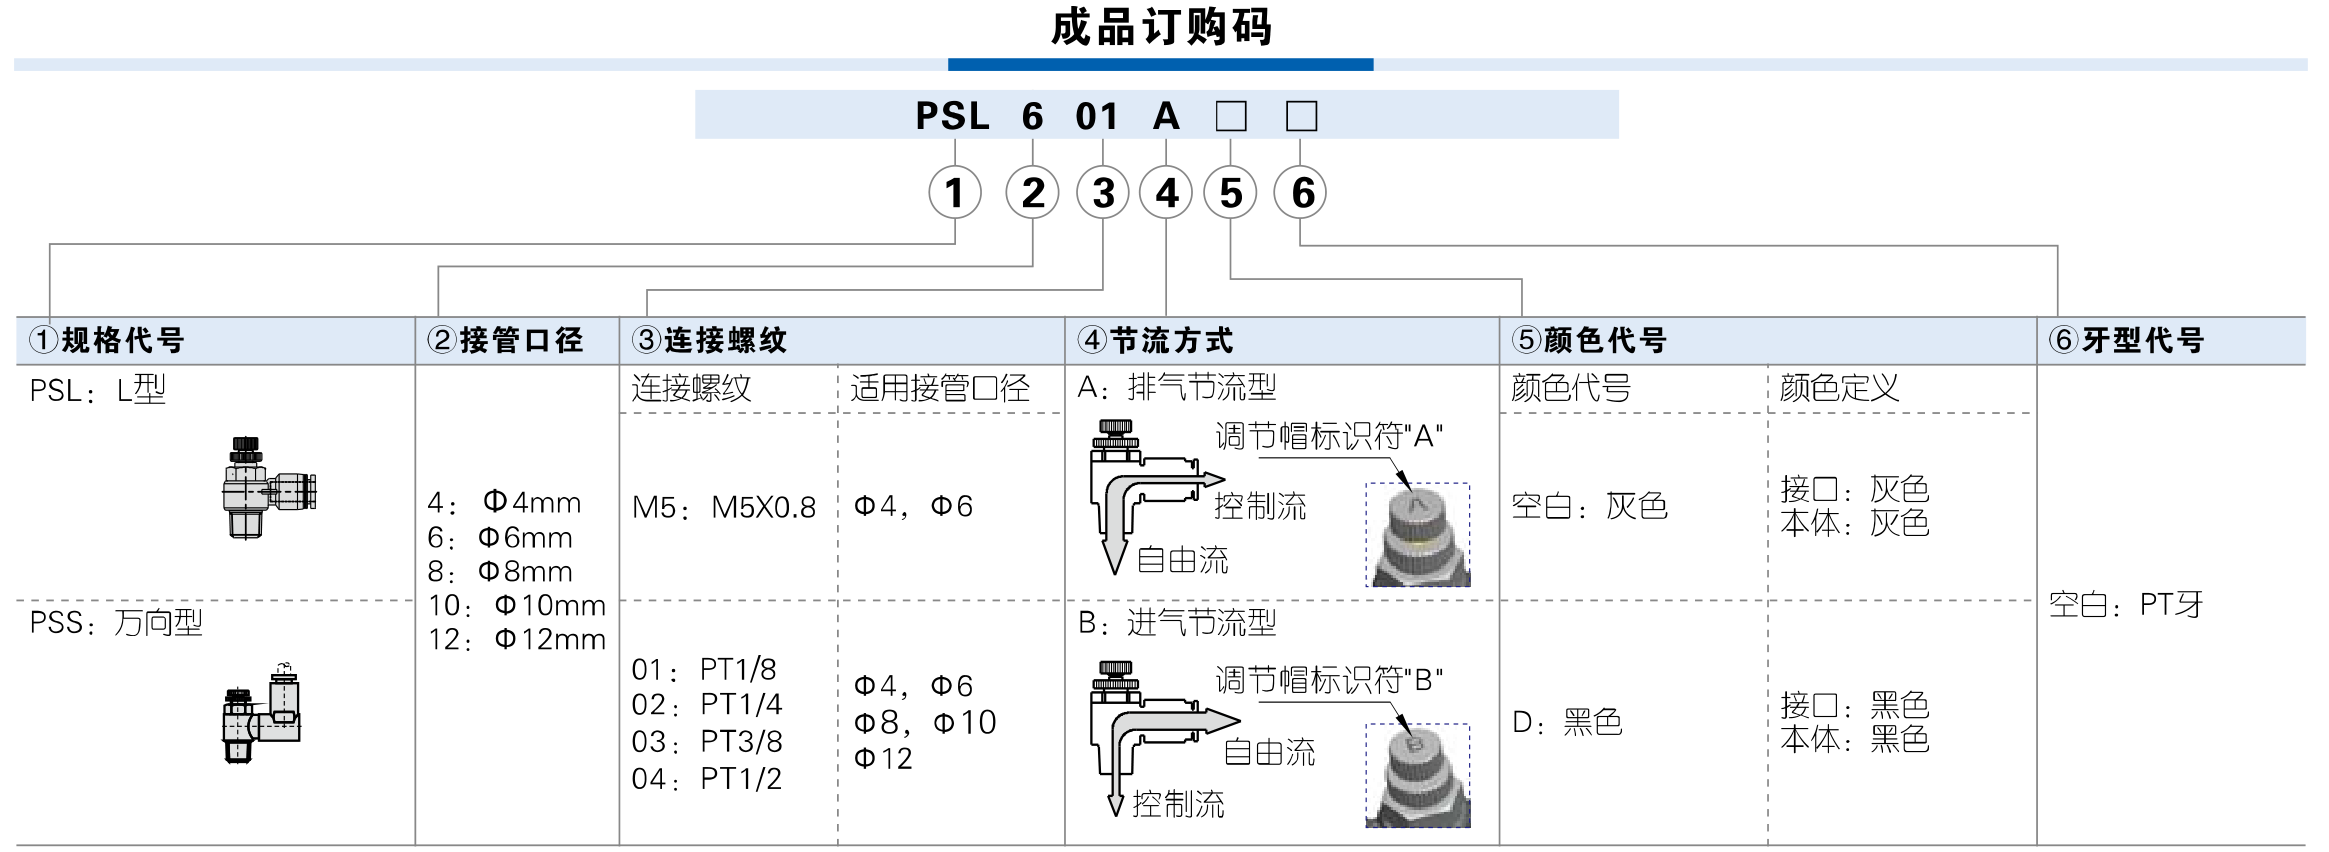 成品订购码
PSL 6 01 A □ □
1 2 3 4 5 6
①规格代号 ②接管口径 ③连接螺纹 ④节流方式 ⑤颜色代号 ⑥牙型代号
PSL：L型
PSS：万向型
4：Φ4mm
6：Φ6mm
8：Φ8mm
10：Φ10mm
12：Φ12mm
连接螺纹 适用接管口径
M5：M5X0.8 Φ4，Φ6
01：PT1/8
02：PT1/4
03：PT3/8
04：PT1/2
Φ4，Φ6
Φ8，Φ10
Φ12
A：排气节流型
调节帽标识符"A"
A
控制流
自由流
B：进气节流型
调节帽标识符"B"
B
自由流
控制流
颜色代号 颜色定义
空白：灰色
接口：灰色
本体：灰色
D：黑色
接口：黑色
本体：黑色
空白：PT牙